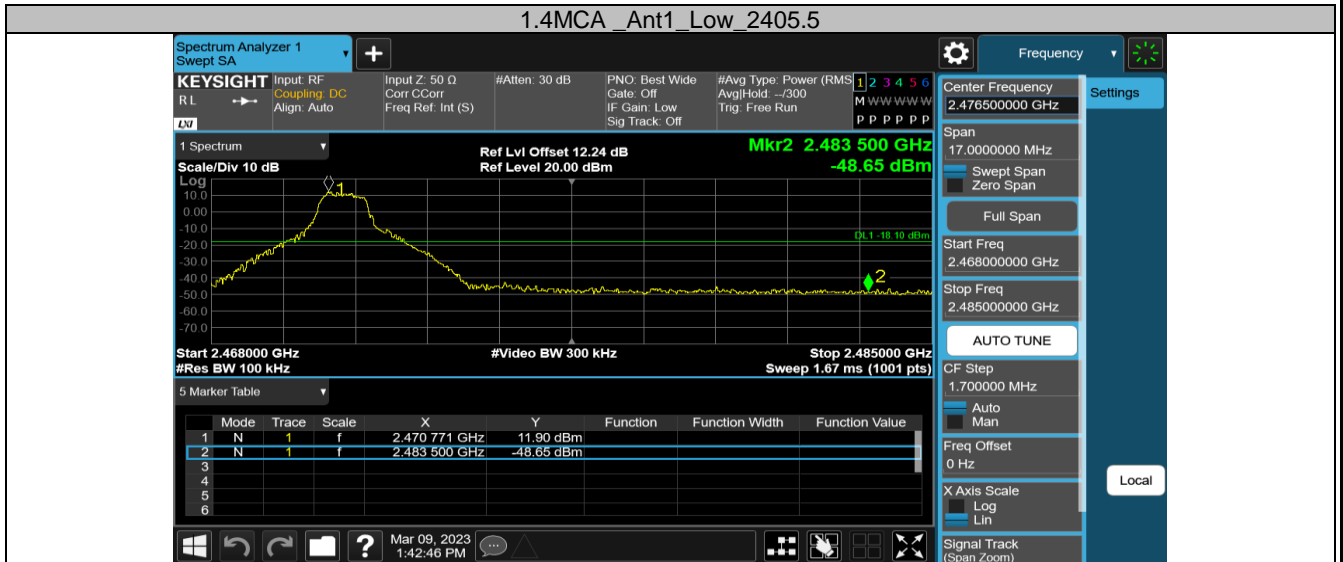 1.4MCA _Ant1_Low_2405.5
Spectrum Analyzer 1
Swept SA
+
Frequency
KEYSIGHT
RL
LXI
Input: RF
Coupling: DC
Align: Auto
Input Z: 50 Ω
Corr CCorr
Freq Ref: Int (S)
#Atten: 30 dB
PNO: Best Wide
Gate: Off
IF Gain: Low
Sig Track: Off
#Avg Type: Power (RMS
Avg|Hold: --/300
Trig: Free Run
1 2 3 4 5 6
M W W W W W
P P P P P P
1 Spectrum
Scale/Div 10 dB
Ref Lvl Offset 12.24 dB
Ref Level 20.00 dBm
Mkr2 2.483 500 GHz
-48.65 dBm
Log
10.0
0.00
-10.0
-20.0
-30.0
-40.0
-50.0
-60.0
-70.0
1
DL1 -18.10 dBm
2
Start 2.468000 GHz
#Res BW 100 kHz
#Video BW 300 kHz
Stop 2.485000 GHz
Sweep 1.67 ms (1001 pts)
5 Marker Table
Mode Trace Scale X Y Function Function Width Function Value
1 N 1 f 2.470 771 GHz 11.90 dBm
2 N 1 f 2.483 500 GHz -48.65 dBm
3
4
5
6
Mar 09, 2023
1:42:46 PM
?
Center Frequency
2.476500000 GHz
Span
17.0000000 MHz
Swept Span
Zero Span
Full Span
Start Freq
2.468000000 GHz
Stop Freq
2.485000000 GHz
AUTO TUNE
CF Step
1.700000 MHz
Auto
Man
Freq Offset
0 Hz
X Axis Scale
Log
Lin
Signal Track
(Span Zoom)
Settings
Local